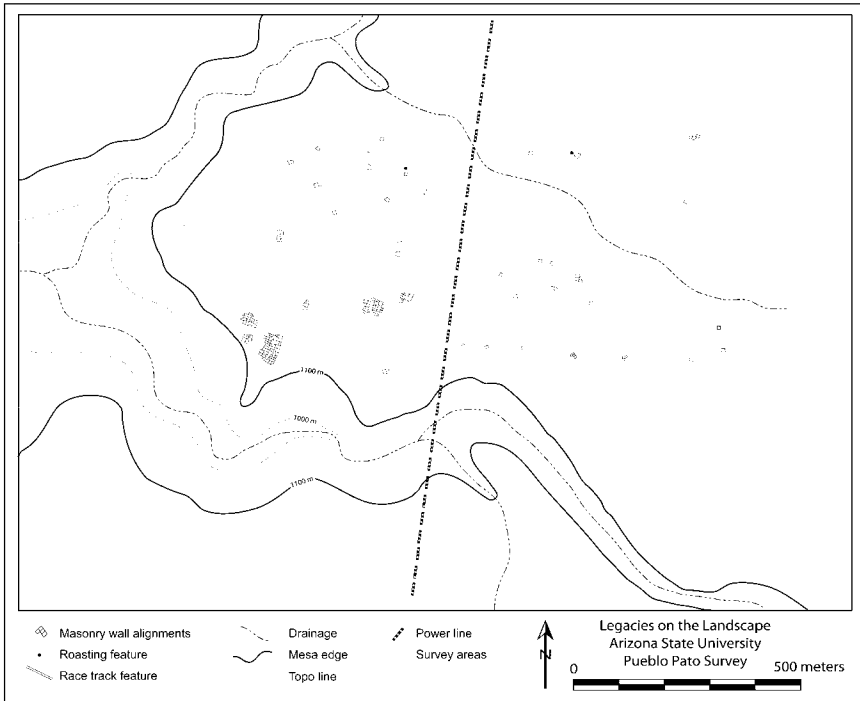 1100 m
1000 m
1100 m
Masonry wall alignments
Roasting feature
Race track feature
Drainage
Mesa edge
Topo line
Power line
Survey areas
N
Legacies on the Landscape
Arizona State University
Pueblo Pato Survey
0 500 meters